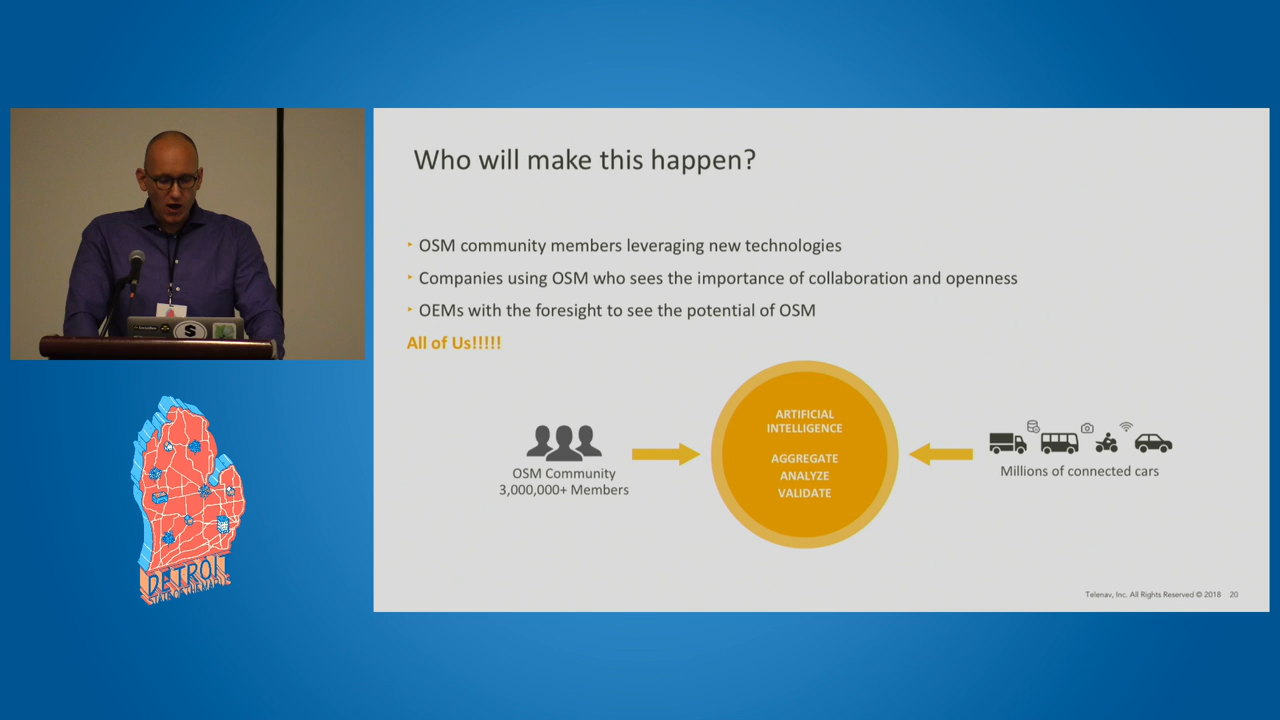 Who will make this happen?
OSM community members leveraging new technologies
Companies using OSM who sees the importance of collaboration and openness
OEMs with the foresight to see the potential of OSM
All of Us!!!!!
ARTIFICIAL
INTELLIGENCE
AGGREGATE
ANALYZE
VALIDATE
OSM Community
3,000,000+ Members
Millions of connected cars
Telenav, Inc. All Rights Reserved © 2018 20
S
DETROIT
STATE OF THE MAP US